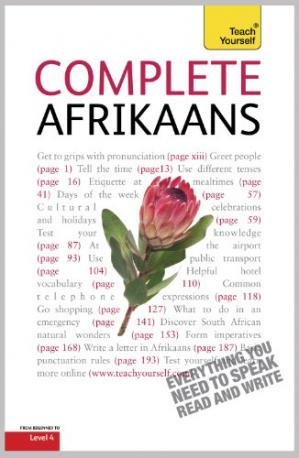 Teach®
Yourself
COMPLETE
AFRIKAANS
Get to grips with pronunciation (page xiii) Greet people
(page 1) Tell the time (page13) Use different tenses
(page 16) Etiquette at mealtimes (page
41) Days of the week (page 57)
Cultural celebrations
and holidays (page 59)
Test your knowledge
(page 87) At the airport
(page 93) Use public transport
(page 104) Helpful hotel
vocabulary (page 110) Common
telephone expressions (page 118)
Go shopping (page 127) What to do in an
emergency (page 141) Discover South African
natural wonders (page 153) Form imperatives
(page 168) Write a letter in Afrikaans (page 187)
punctuation rules (page 193) Test yourself
more online (www.teachyourself.com
EVERYTHING YOU
NEED TO SPEAK
READ AND WRITE
FROM BEGINNER TO
Level 4